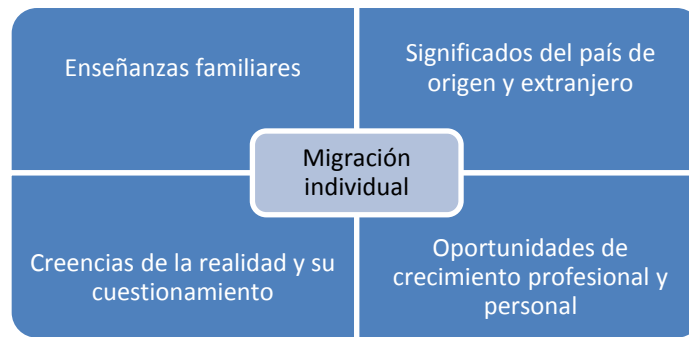 Enseñanzas familiares
Significados del país de
origen y extranjero
Migración
individual
Creencias de la realidad y su
cuestionamiento
Oportunidades de
crecimiento profesional y
personal